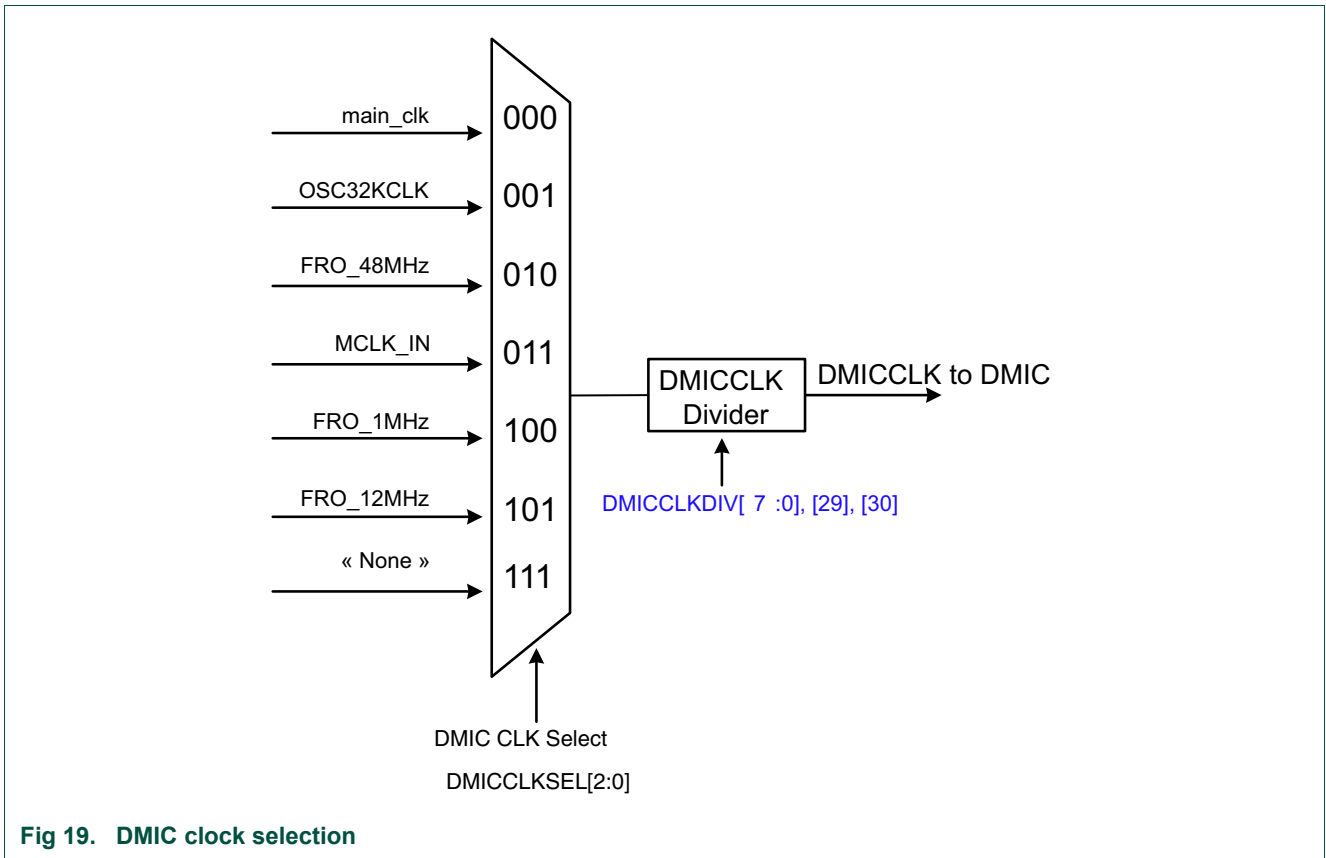 main_clk
000
OSC32KCLK
001
FRO_48MHz
010
MCLK_IN
011
FRO_1MHz
100
FRO_12MHz
101
« None »
111
DMICCLK
Divider
DMICCLK to DMIC
DMICCLKDIV[ 7 :0], [29], [30]
DMIC CLK Select
DMICCLKSEL[2:0]
Fig 19. DMIC clock selection